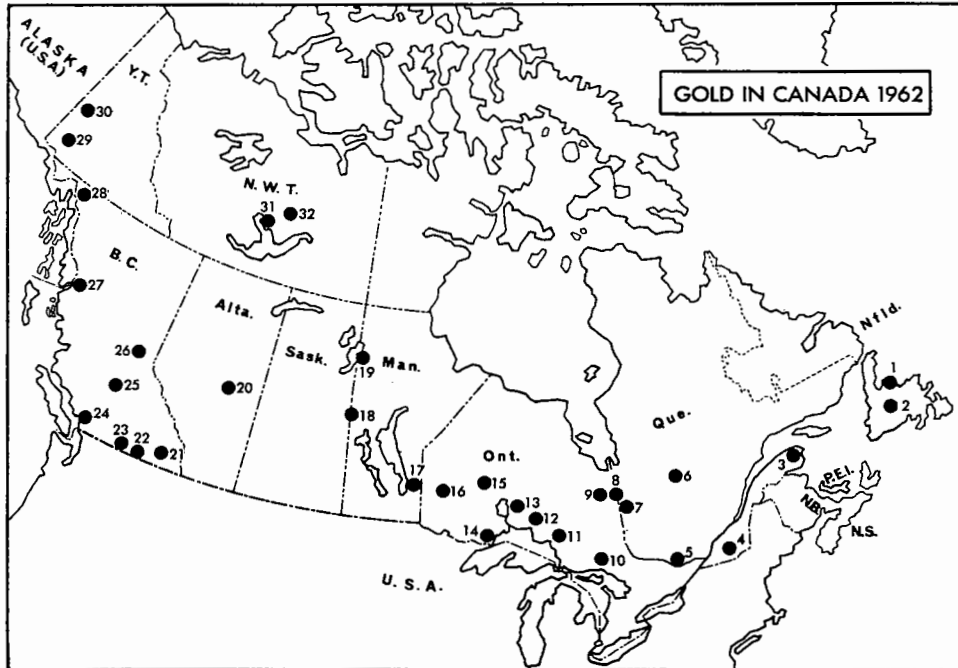 ALASKA
(U.S.A)
Y.T.
GOLD IN CANADA 1962
30
29
28
N.W.T.
31
32
B.C.
27
Alta.
Nfld.
26
Sask.
Man.
19
1
25
20
2
24
18
Que.
23
22
21
Ont.
3
17
16
15
6
P.E.I.
9
8
7
13
12
N.B.
N.S.
14
11
4
10
5
U.S.A.